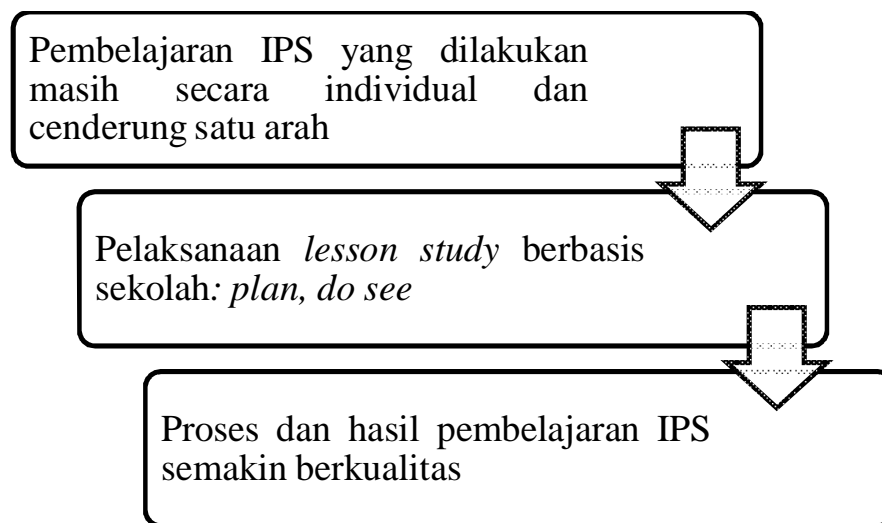 Pembelajaran IPS yang dilakukan
masih secara individual dan
cenderung satu arah
Pelaksanaan lesson study berbasis
sekolah: plan, do see
Proses dan hasil pembelajaran IPS
semakin berkualitas